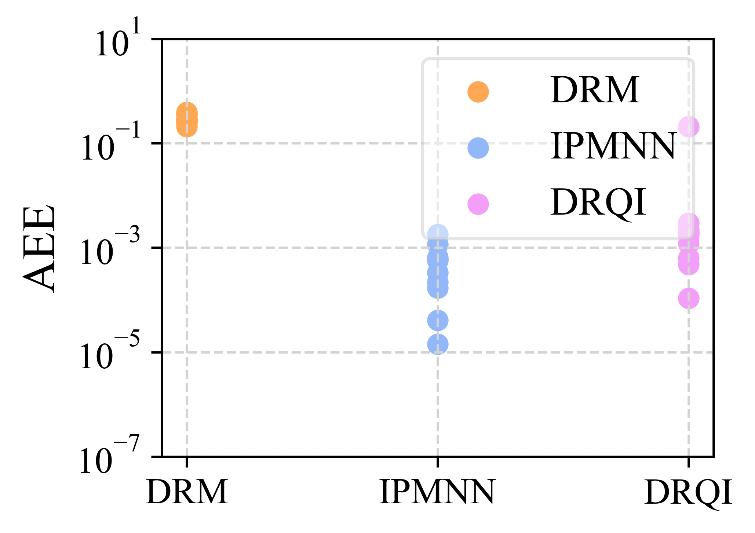 10^1
10^−1
10^−3
10^−5
10^−7
AEE
DRM
IPMNN
DRQI
DRM
IPMNN
DRQI